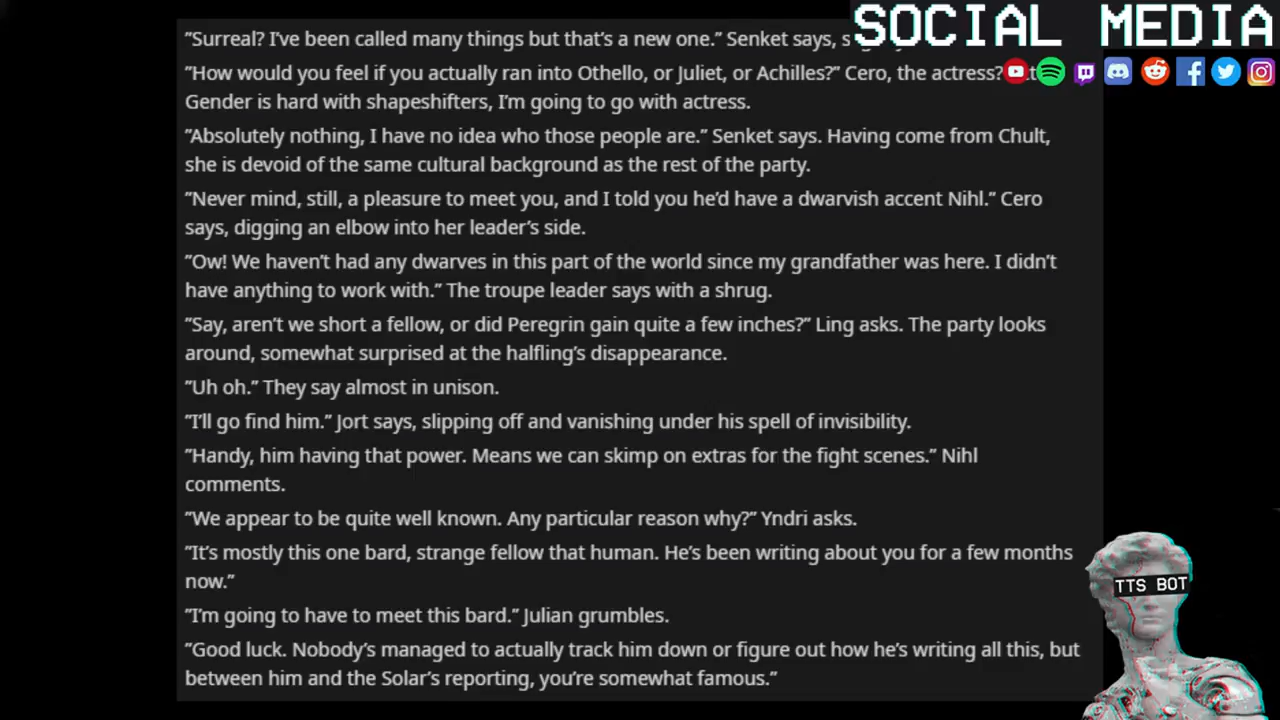 SOCIAL MEDIA
”Surreal? I've been called many things but that's a new one.” Senket says,
”How would you feel if you actually ran into Othello, or Juliet, or Achilles?” Cero, the actress?
Gender is hard with shapeshifters, I'm going to go with actress.
”Absolutely nothing, I have no idea who those people are.” Senket says. Having come from Chult,
she is devoid of the same cultural background as the rest of the party.
”Never mind, still, a pleasure to meet you, and I told you he'd have a dwarvish accent Nihl.” Cero
says, digging an elbow into her leader's side.
”Ow! We haven't had any dwarves in this part of the world since my grandfather was here. I didn't
have anything to work with.” The troupe leader says with a shrug.
”Say, aren't we short a fellow, or did Peregrin gain quite a few inches?” Ling asks. The party looks
around, somewhat surprised at the halfling's disappearance.
”Uh oh.” They say almost in unison.
”I'll go find him.” Jort says, slipping off and vanishing under his spell of invisibility.
”Handy, him having that power. Means we can skimp on extras for the fight scenes.” Nihl
comments.
”We appear to be quite well known. Any particular reason why?” Yndri asks.
”It's mostly this one bard, strange fellow that human. He's been writing about you for a few months
now.”
”I'm going to have to meet this bard.” Julian grumbles.
”Good luck. Nobody's managed to actually track him down or figure out how he's writing all this, but
between him and the Solar's reporting, you're somewhat famous.”
TTS BOT